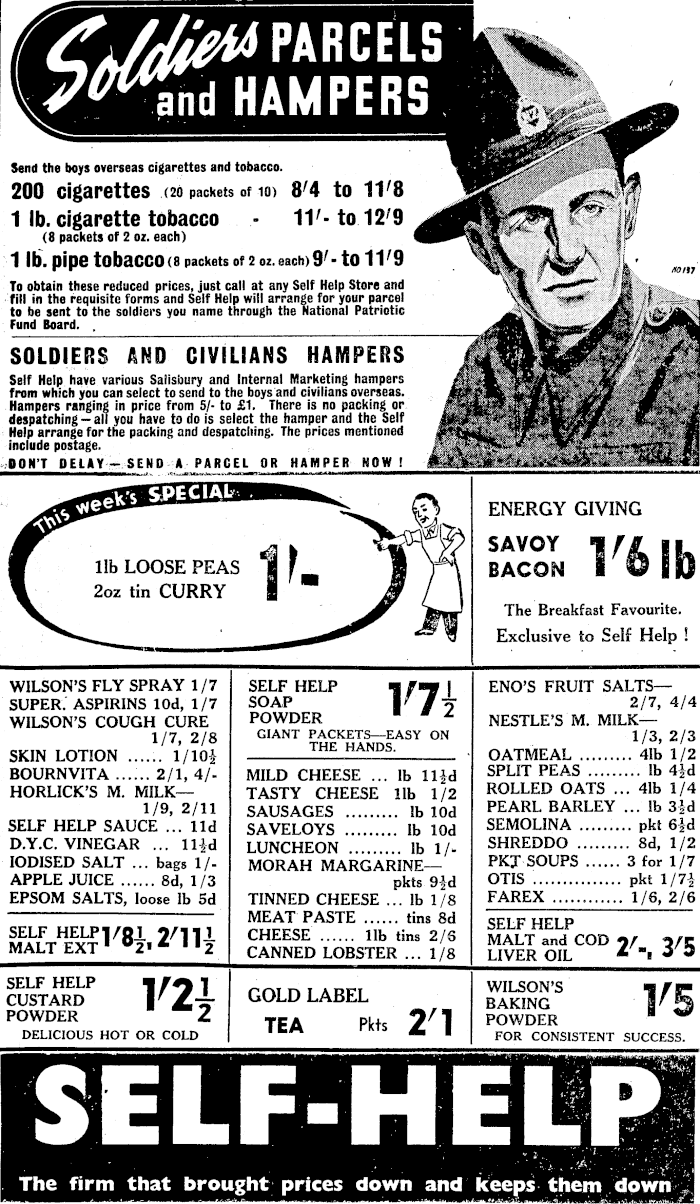 Soldiers PARCELS
and HAMPERS
Send the boys overseas cigarettes and tobacco.
200 cigarettes (20 packets of 10) 8/4 to 11/8
1 lb. cigarette tobacco - 11/- to 12/9
(8 packets of 2 oz. each)
1 lb. pipe tobacco (8 packets of 2 oz. each) 9/- to 11/9
To obtain these reduced prices, just call at any Self Help Store and
fill in the requisite forms and Self Help will arrange for your parcel
to be sent to the soldiers you name through the National Patriotic
Fund Board.
NO 137
SOLDIERS AND CIVILIANS HAMPERS
Self Help have various Salisbury and Internal Marketing hampers
from which you can select to send to the boys and civilians overseas.
Hampers ranging in price from 5/- to £1. There is no packing or
despatching — all you have to do is select the hamper and the Self
Help arrange for the packing and despatching. The prices mentioned
include postage.
DON'T DELAY — SEND A PARCEL OR HAMPER NOW!
This week's SPECIAL
1lb LOOSE PEAS
2oz tin CURRY 1/-
ENERGY GIVING
SAVOY
BACON 1/6 lb
The Breakfast Favourite.
Exclusive to Self Help!
WILSON'S FLY SPRAY 1/7
SUPER. ASPIRINS 10d, 1/7
WILSON'S COUGH CURE
1/7, 2/8
SKIN LOTION ...... 1/10½
BOURNVITA ...... 2/1, 4/-
HORLICK'S M. MILK—
1/9, 2/11
SELF HELP SAUCE ... 11d
D.Y.C. VINEGAR ... 11½d
IODISED SALT ... bags 1/-
APPLE JUICE ...... 8d, 1/3
EPSOM SALTS, loose lb 5d
SELF HELP
MALT EXT 1/8½, 2/11½
SELF HELP
CUSTARD
POWDER 1/2½
DELICIOUS HOT OR COLD
SELF HELP
SOAP
POWDER 1/7½
GIANT PACKETS—EASY ON
THE HANDS.
MILD CHEESE ... lb 11½d
TASTY CHEESE 1lb 1/2
SAUSAGES ......... lb 10d
SAVELOYS ......... lb 10d
LUNCHEON ......... lb 1/-
MORAH MARGARINE—
pkts 9½d
TINNED CHEESE ... lb 1/8
MEAT PASTE ...... tins 8d
CHEESE ...... 1lb tins 2/6
CANNED LOBSTER ... 1/8
GOLD LABEL
TEA Pkts 2/1
ENO'S FRUIT SALTS—
2/7, 4/4
NESTLE'S M. MILK—
1/3, 2/3
OATMEAL ......... 4lb 1/2
SPLIT PEAS ......... lb 4½d
ROLLED OATS ... 4lb 1/4
PEARL BARLEY ... lb 3½d
SEMOLINA ......... pkt 6½d
SHREDDO ......... 8d, 1/2
PKT SOUPS ...... 3 for 1/7
OTIS .............. pkt 1/7½
FAREX ............ 1/6, 2/6
SELF HELP
MALT and COD
LIVER OIL 2/-, 3/5
WILSON'S
BAKING
POWDER 1/5
FOR CONSISTENT SUCCESS.
SELF-HELP
The firm that brought prices down and keeps them down